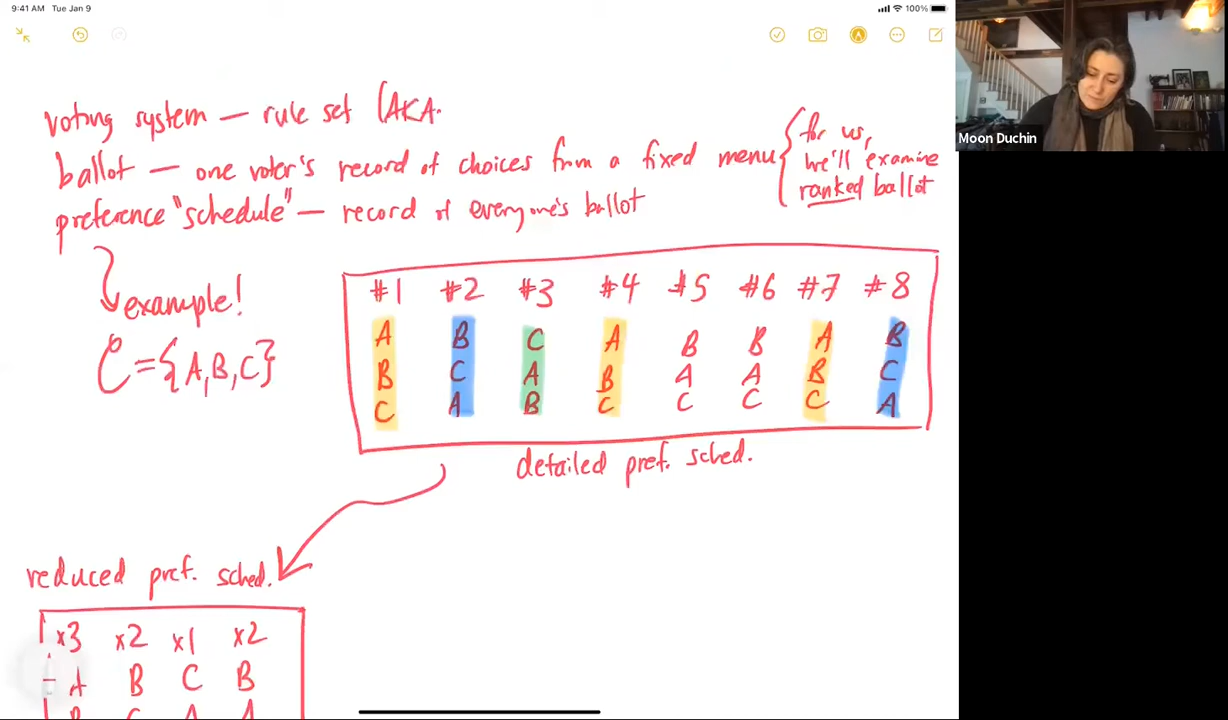 9:41 AM Tue Jan 9
100%
voting system — rule set (AKA
ballot — one voter's record of choices from a fixed menu
{for us,
we'll examine
ranked ballot
preference "schedule" — record of everyone's ballot
example!
C = {A,B,C}
#1 #2 #3 #4 #5 #6 #7 #8
A B C A B B A B
B C A B A A B C
C A B C C C C A
detailed pref. sched.
reduced pref. sched.
x3 x2 x1 x2
A B C B
B C A A
Moon Duchin